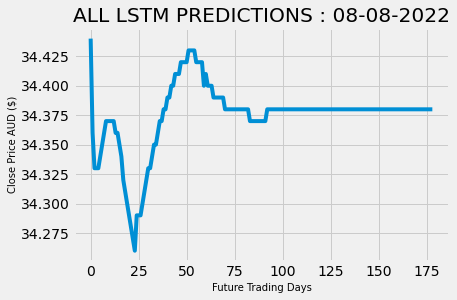 ALL LSTM PREDICTIONS : 08-08-2022
Close Price AUD ($)
34.425
34.400
34.375
34.350
34.325
34.300
34.275
0 25 50 75 100 125 150 175
Future Trading Days